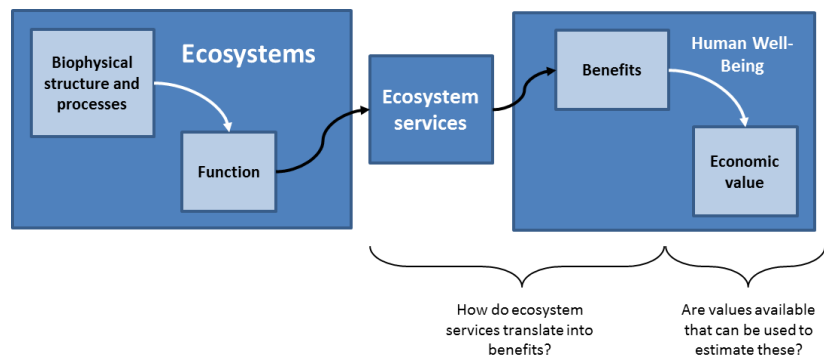 Ecosystems
Biophysical
structure and
processes
Function
Ecosystem
services
Human Well-
Being
Benefits
Economic
value
How do ecosystem
services translate into
benefits?
Are values available
that can be used to
estimate these?